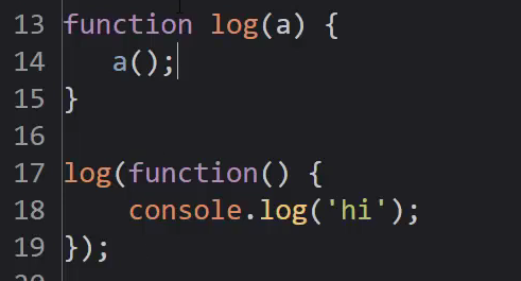 13 function log(a) {
14    a();
15 }
16
17 log(function() {
18     console.log('hi');
19 });